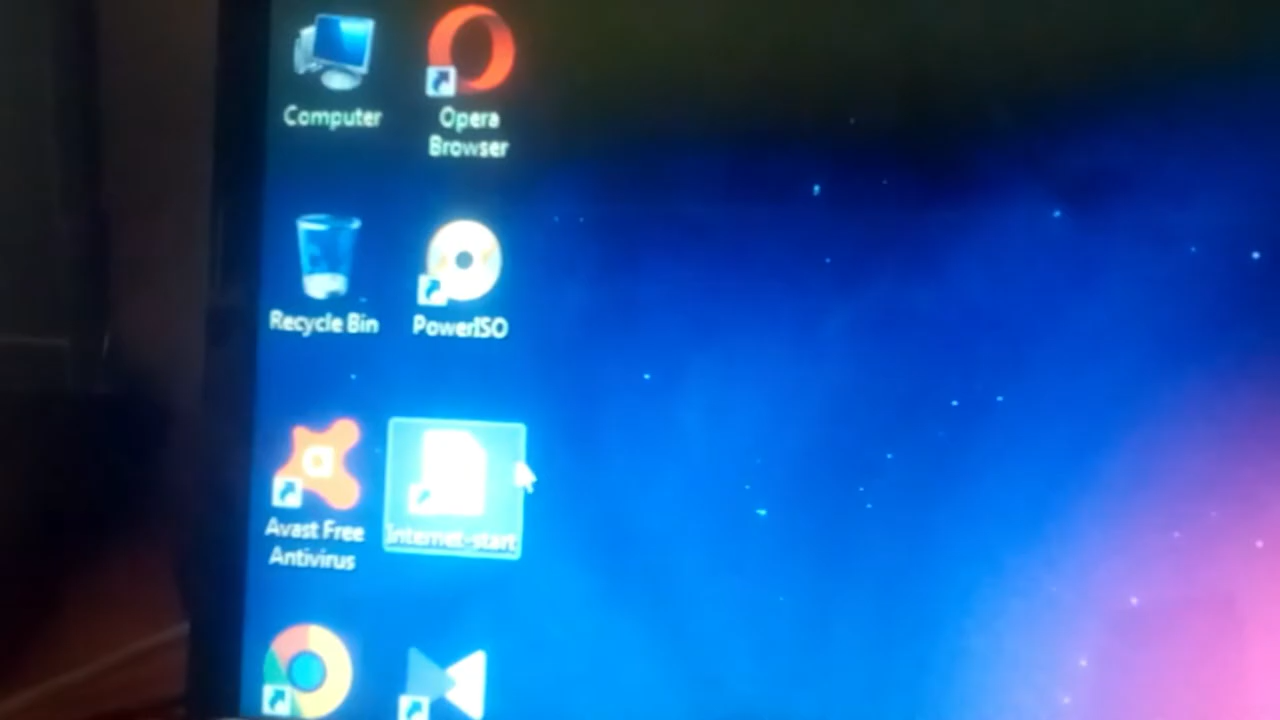 Computer
Opera
Browser
Recycle Bin
PowerISO
Avast Free
Antivirus
Internet-start